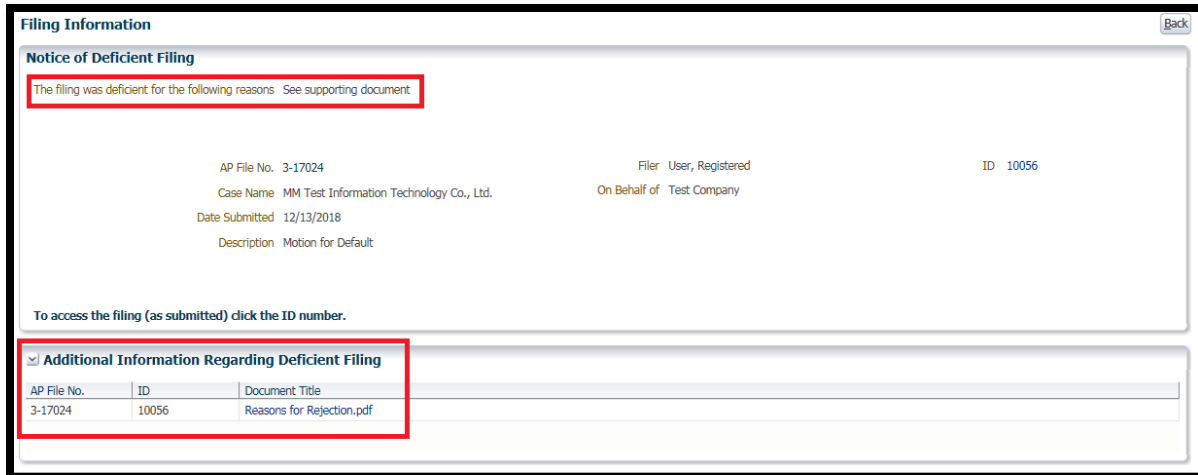 Filing Information
Back
Notice of Deficient Filing
The filing was deficient for the following reasons See supporting document
AP File No. 3-17024 Filer User, Registered ID 10056
Case Name MM Test Information Technology Co., Ltd. On Behalf of Test Company
Date Submitted 12/13/2018
Description Motion for Default
To access the filing (as submitted) click the ID number.
Additional Information Regarding Deficient Filing
AP File No. ID Document Title
3-17024 10056 Reasons for Rejection.pdf